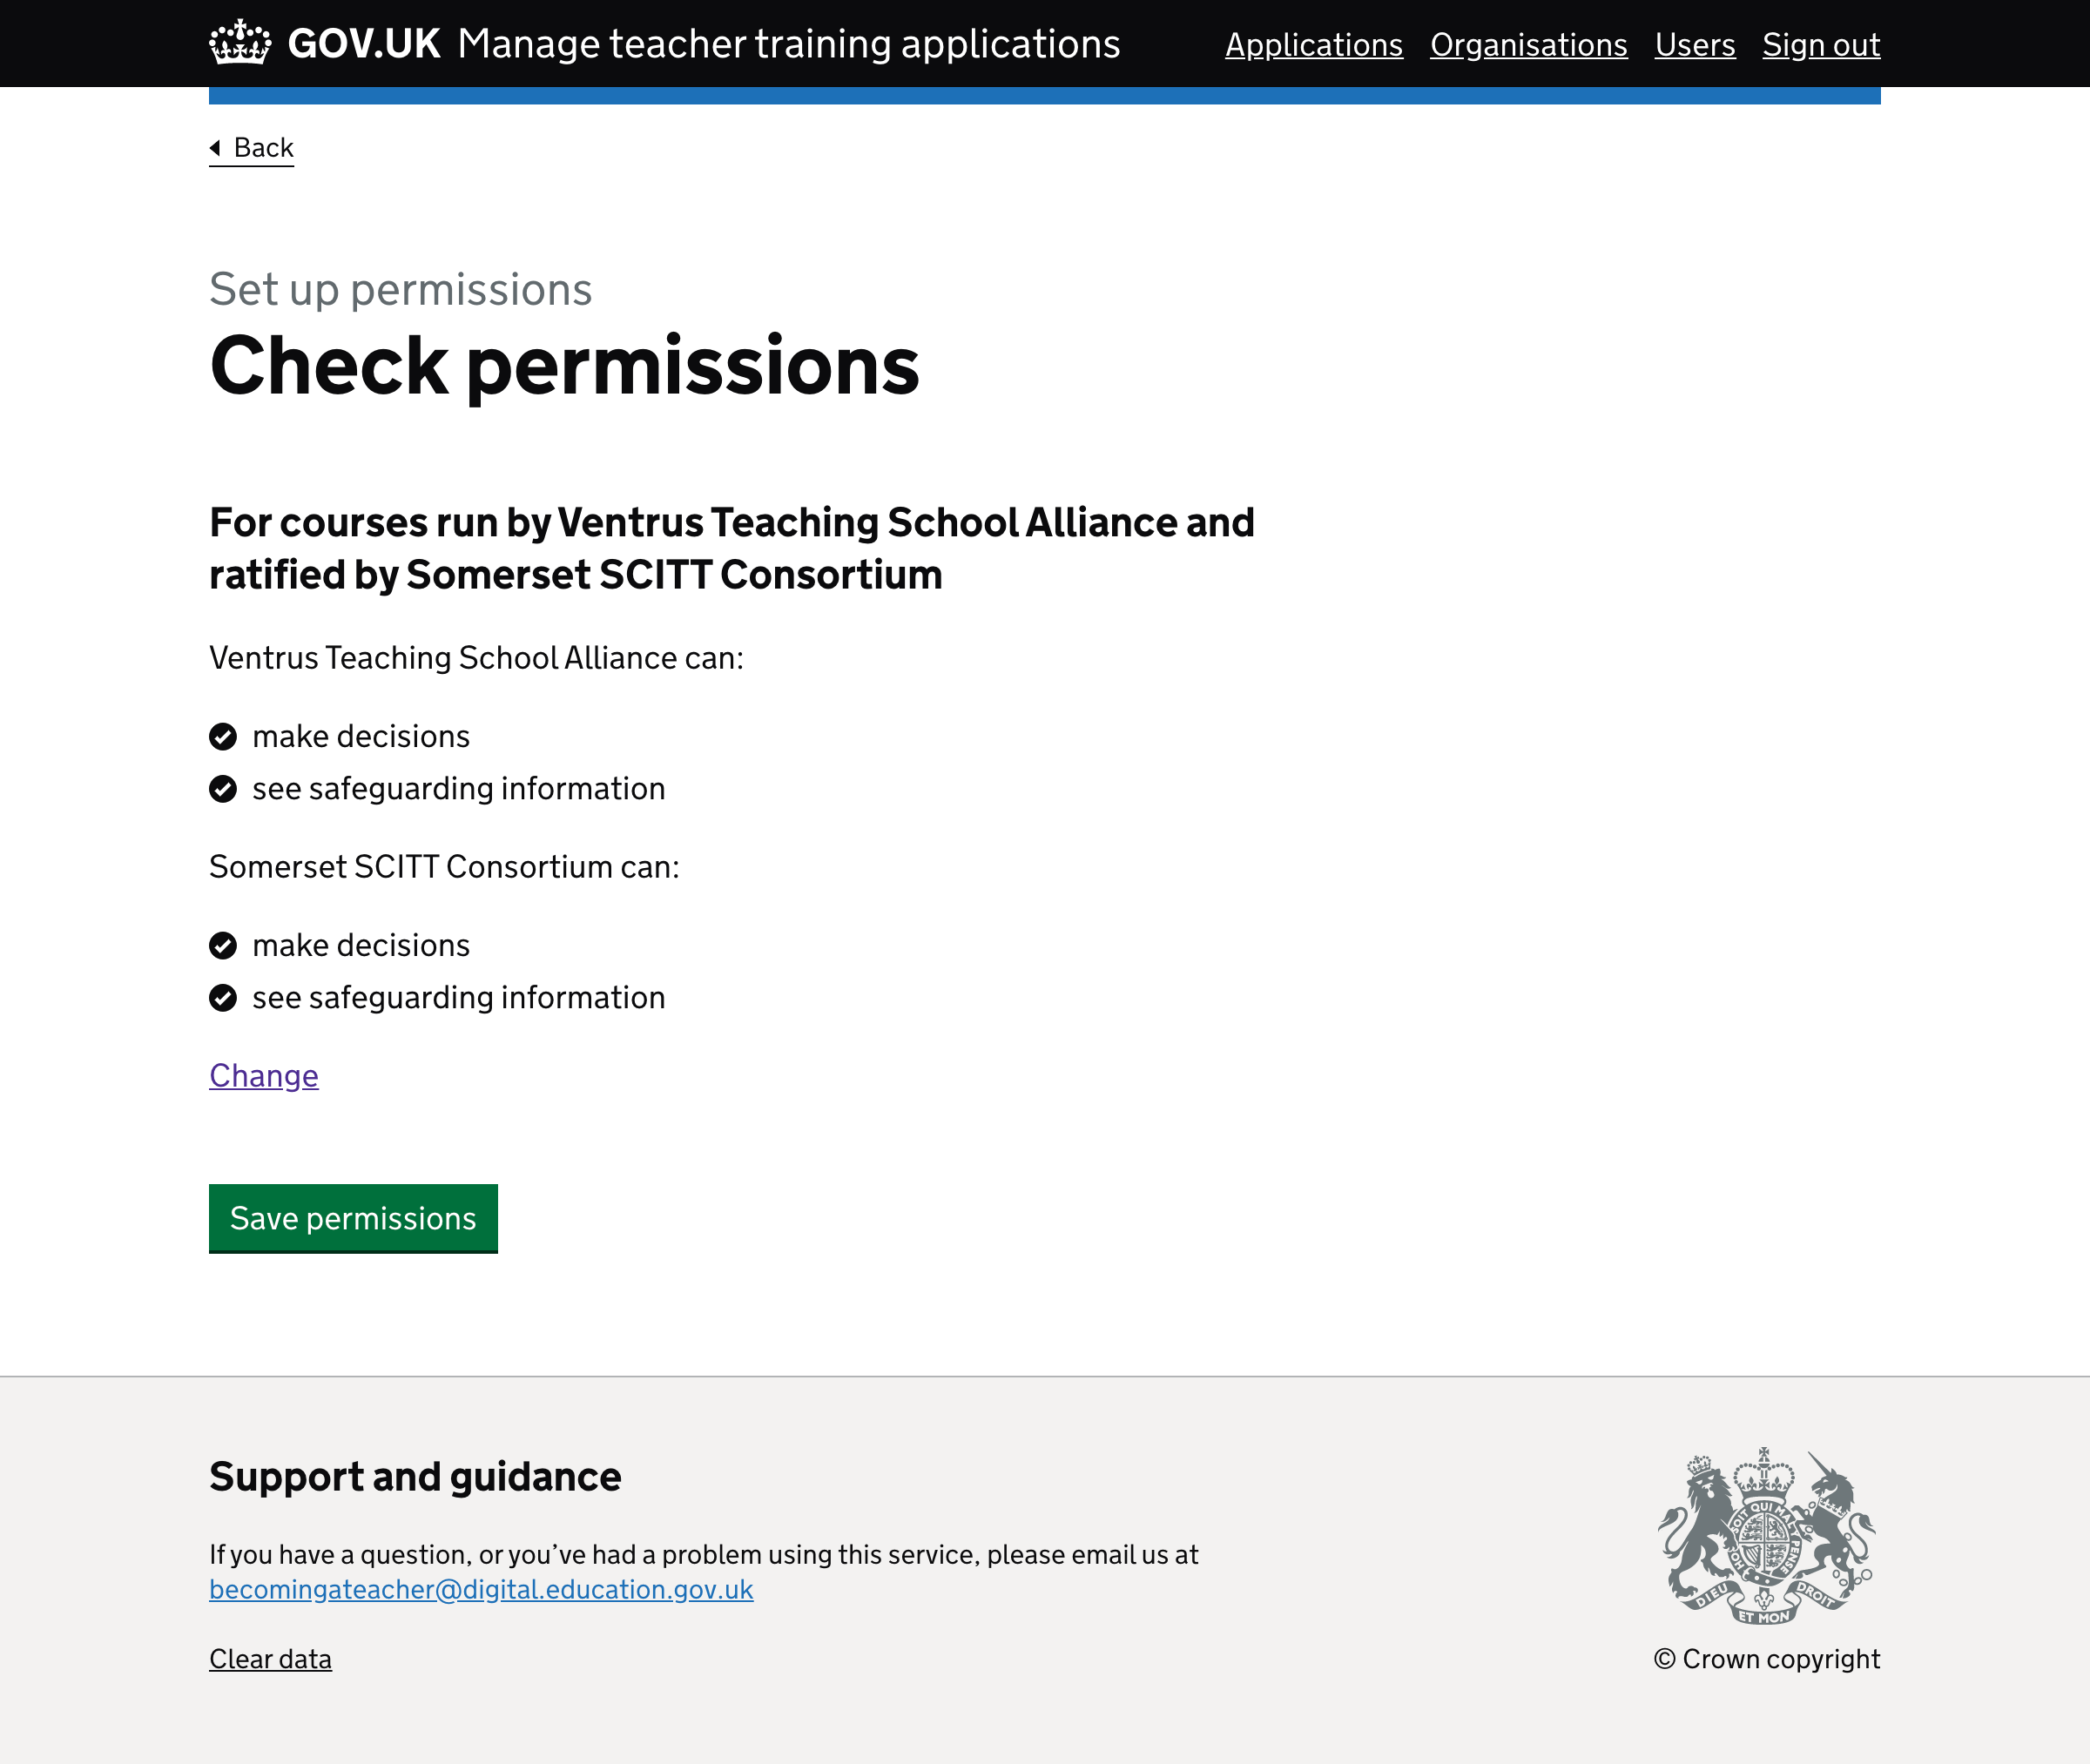 GOV.UK Manage teacher training applications Applications Organisations Users Sign out
Back
Set up permissions
Check permissions
For courses run by Ventrus Teaching School Alliance and
ratified by Somerset SCITT Consortium
Ventrus Teaching School Alliance can:
make decisions
see safeguarding information
Somerset SCITT Consortium can:
make decisions
see safeguarding information
Change
Save permissions
Support and guidance
If you have a question, or you’ve had a problem using this service, please email us at
becomingateacher@digital.education.gov.uk
Clear data
SOIT QUI MAL PENSE
DIEU ET MON DROIT
© Crown copyright